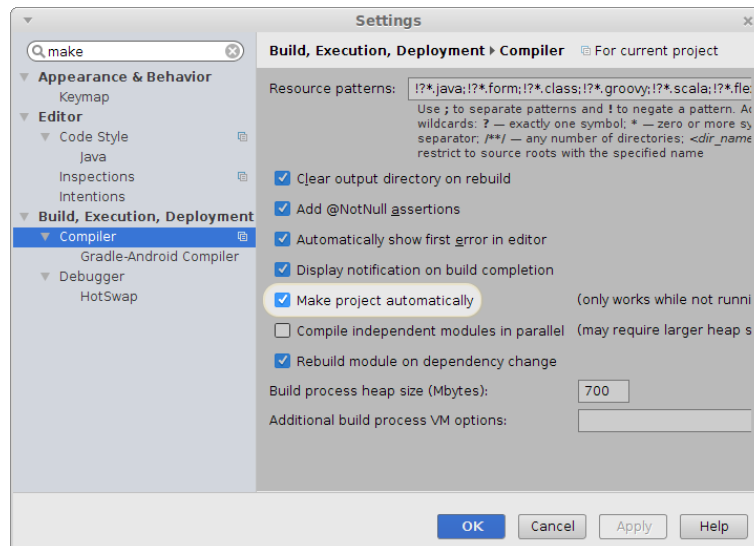 Settings
make
Build, Execution, Deployment Compiler For current project
Appearance & Behavior
Keymap
Editor
Code Style
Java
Inspections
Intentions
Build, Execution, Deployment
Compiler
Gradle-Android Compiler
Debugger
HotSwap
Resource patterns: !?*.java;!?*.form;!?*.class;!?*.groovy;!?*.scala;!?*.fle
Use ; to separate patterns and ! to negate a pattern. Ac
wildcards: ? — exactly one symbol; * — zero or more sy
separator; /**/ — any number of directories; <dir_name
restrict to source roots with the specified name
Clear output directory on rebuild
Add @NotNull assertions
Automatically show first error in editor
Display notification on build completion
Make project automatically (only works while not runni
Compile independent modules in parallel (may require larger heap s
Rebuild module on dependency change
Build process heap size (Mbytes): 700
Additional build process VM options:
OK Cancel Apply Help